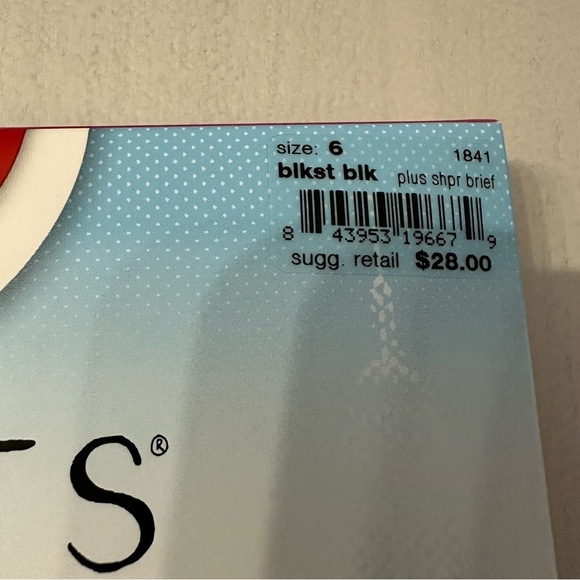 size: 6
1841
blkst blk plus shpr brief
8 43953 19667 9
sugg. retail $28.00
S®